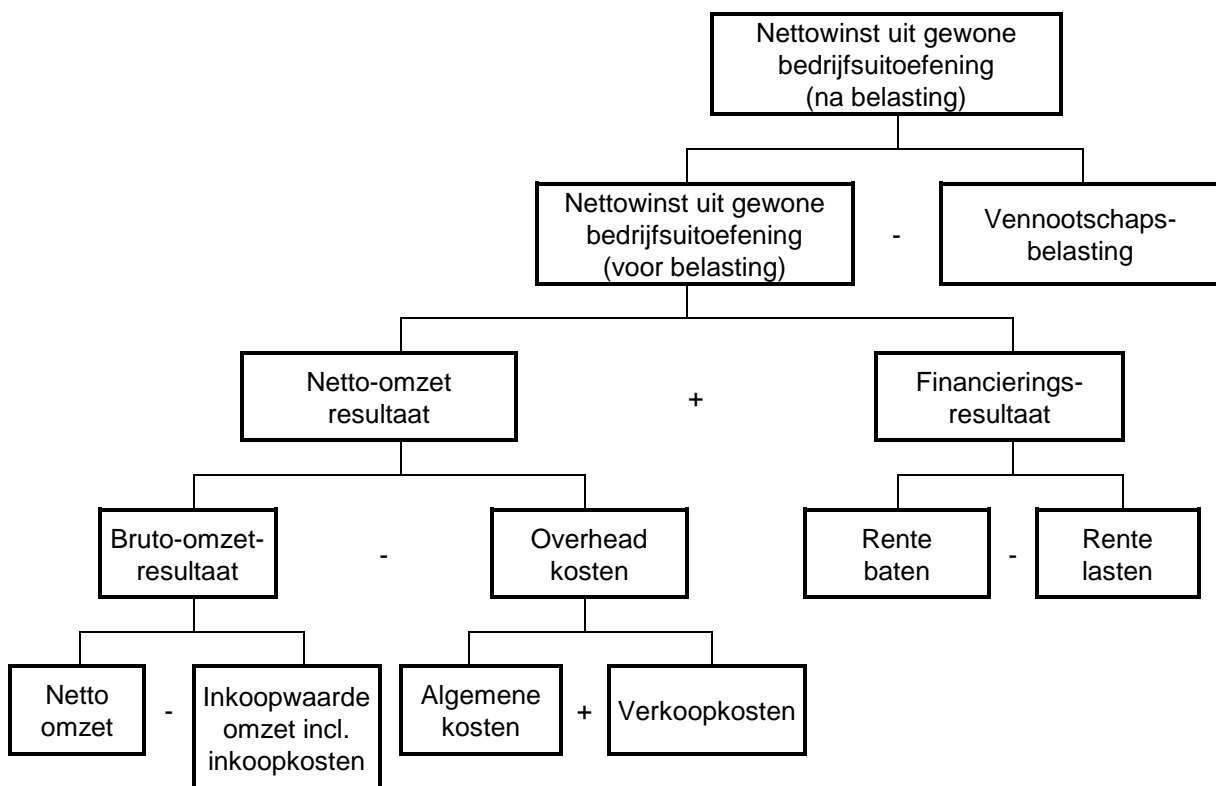 Nettowinst uit gewone
bedrijfsuitoefening
(na belasting)
Nettowinst uit gewone
bedrijfsuitoefening
(voor belasting)
-
Vennootschaps-
belasting
Netto-omzet
resultaat
+
Financierings-
resultaat
Bruto-omzet-
resultaat
-
Overhead
kosten
Rente
baten
-
Rente
lasten
Netto
omzet
-
Inkoopwaarde
omzet incl.
inkoopkosten
Algemene
kosten
+
Verkoopkosten